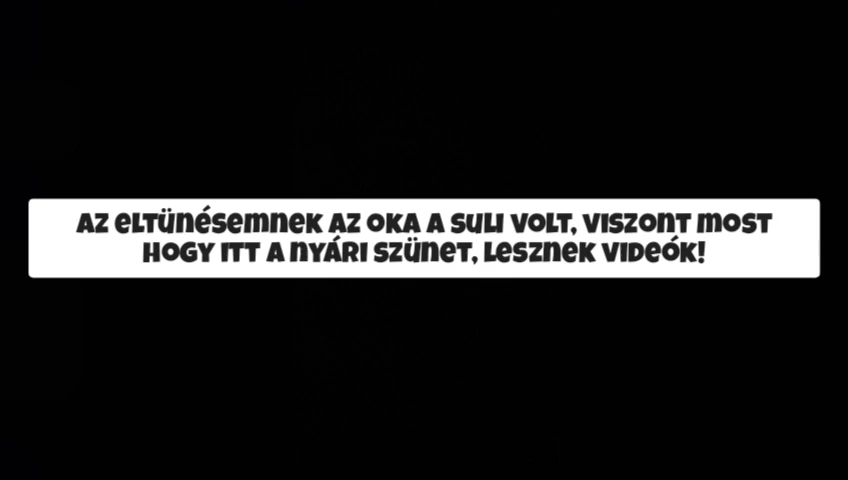 Az eltünésemnek az oka a suli volt, viszont most
hogy itt a nyári szünet, lesznek videók!